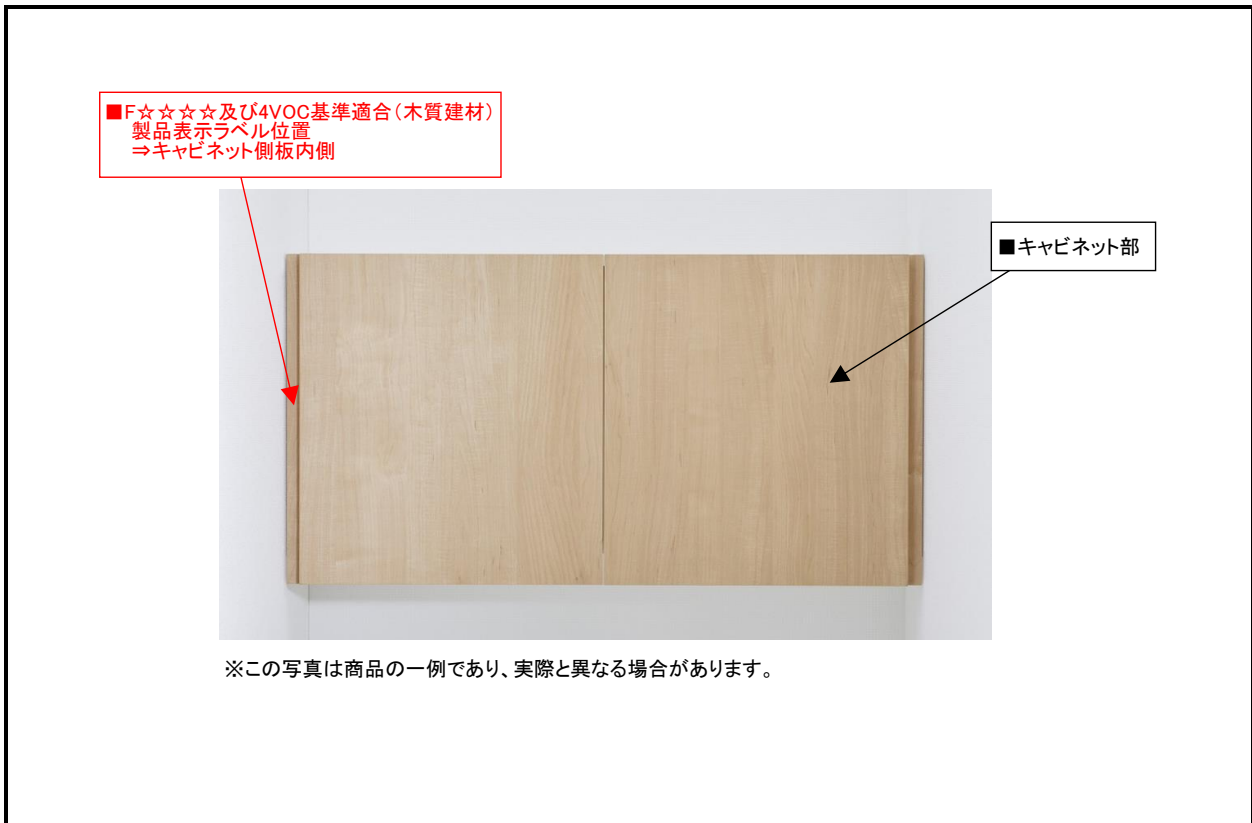 ■F☆☆☆☆及び4VOC基準適合(木質建材)
製品表示ラベル位置
⇒キャビネット側板内側
■キャビネット部
※この写真は商品の一例であり、実際と異なる場合があります。